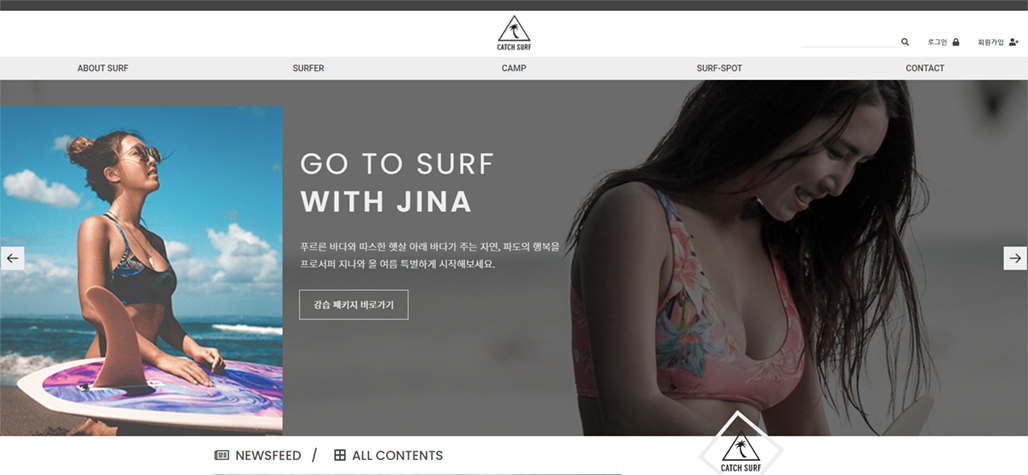 CATCH SURF
로그인
회원가입
ABOUT SURF
SURFER
CAMP
SURF-SPOT
CONTACT
GO TO SURF
WITH JINA
푸르른 바다와 따스한 햇살 아래 바다가 주는 자연, 파도의 행복을
프로서퍼 지나와 올 여름 특별하게 시작해보세요.
강습 패키지 바로가기
NEWSFEED / ALL CONTENTS
CATCH SURF